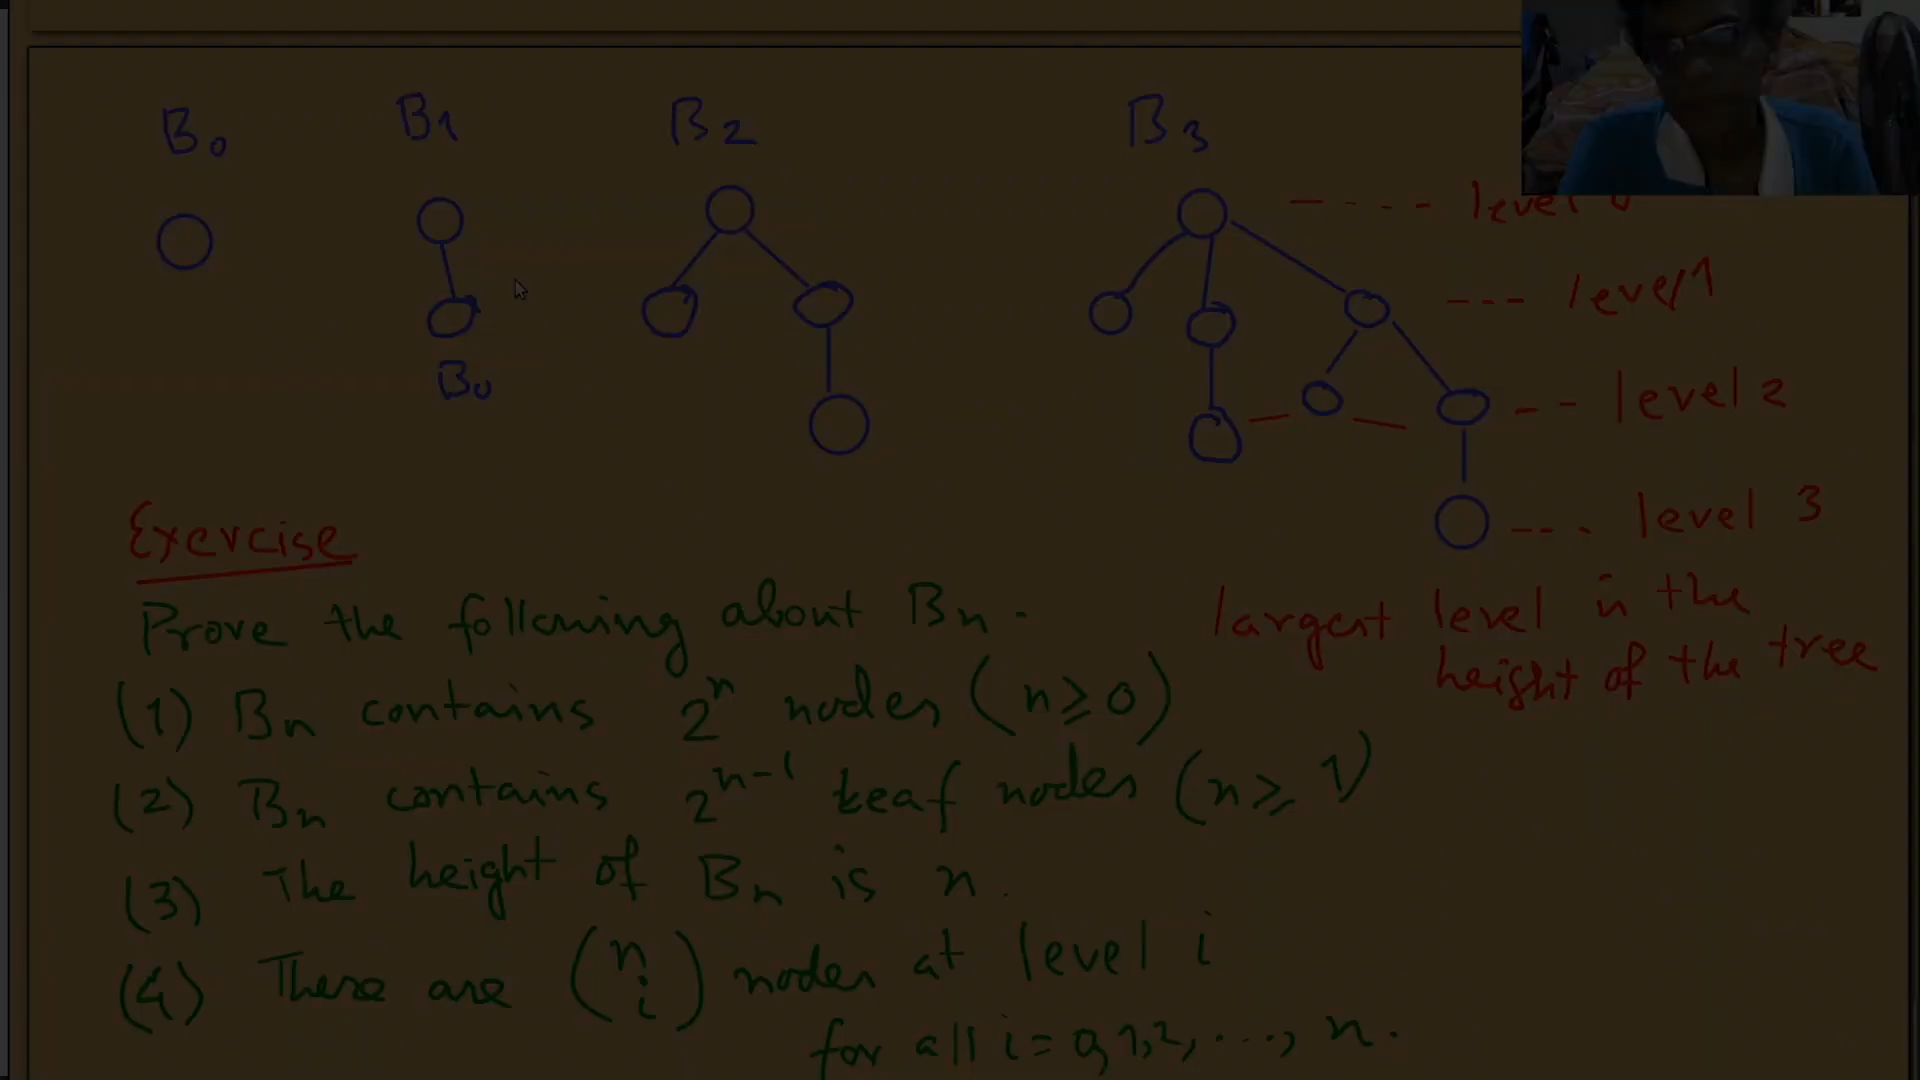 B0 B1 B2 B3
level 0
level 1
B0
level 2
level 3
Exercise
Prove the following about Bn.
largest level is the height of the tree
(1) Bn contains 2^n nodes (n ≥ 0)
(2) Bn contains 2^n-1 leaf nodes (n ≥ 1)
(3) The height of Bn is n.
(4) There are (n i) nodes at level i
for all i = 0, 1, 2, ..., n.